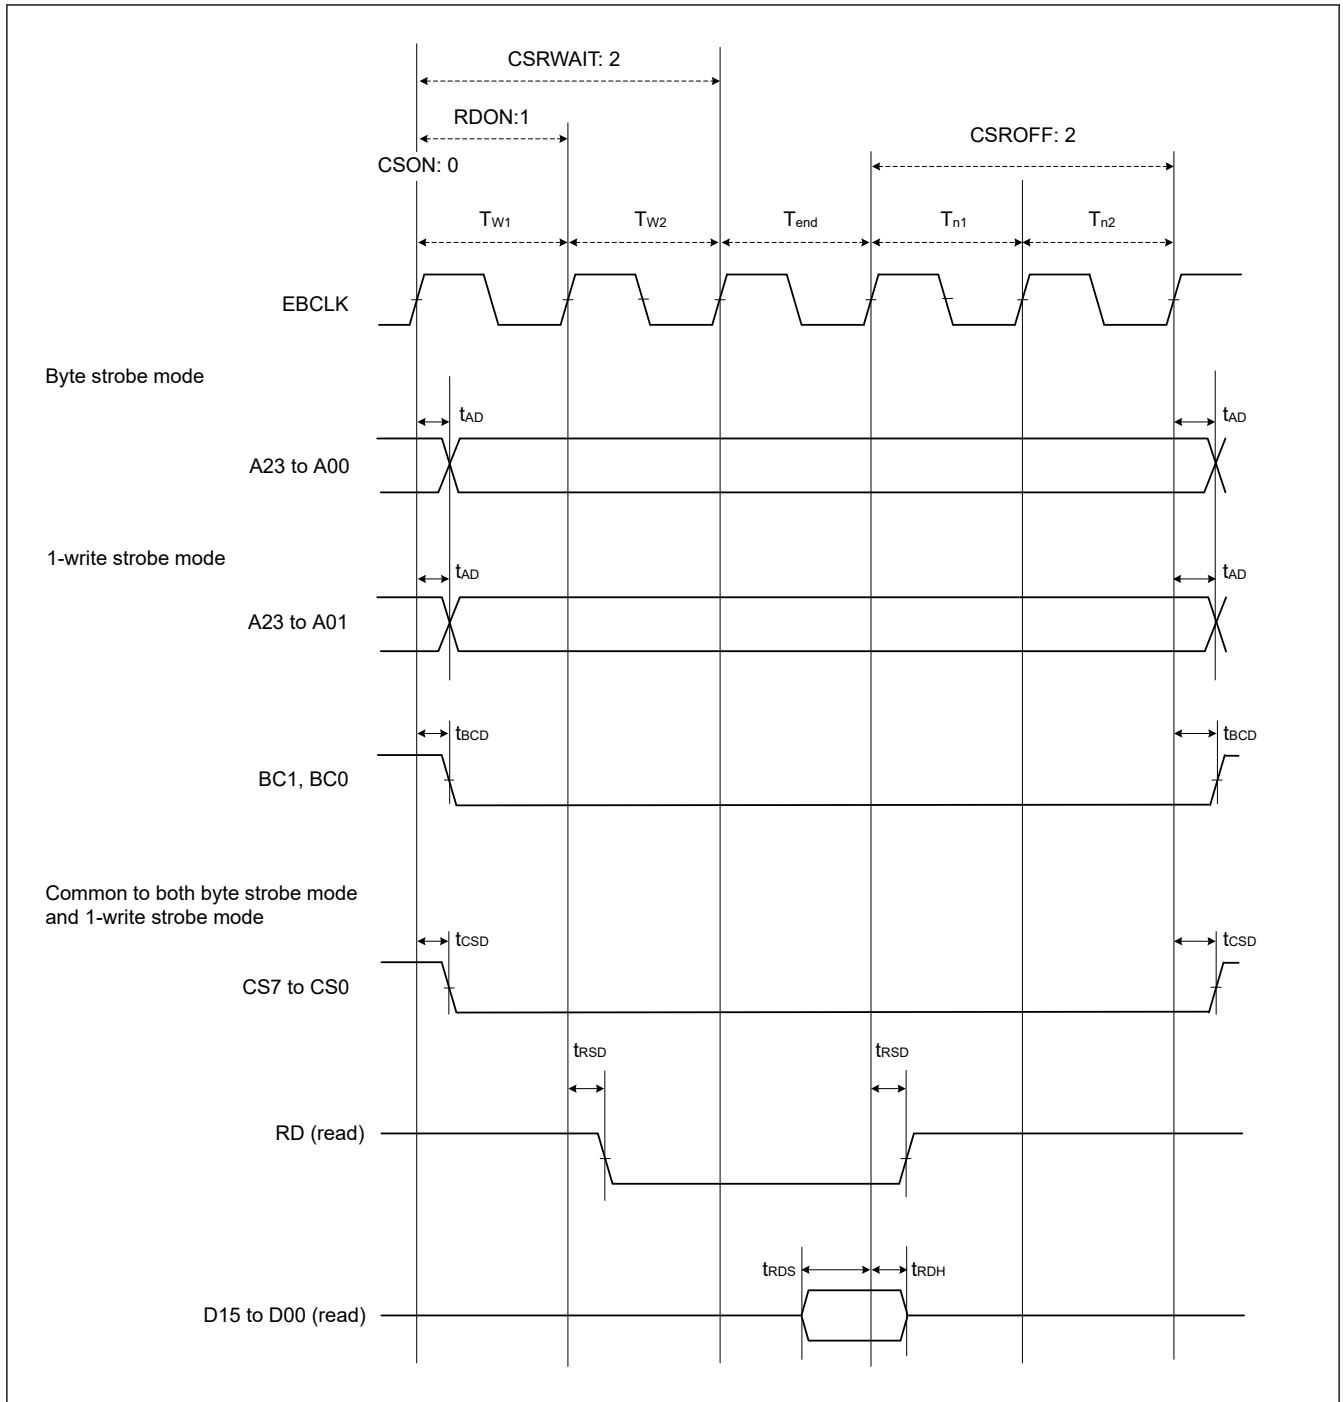 CSRWAIT: 2
RDON:1
CSROFF: 2
CSON: 0
TW1 TW2 Tend Tn1 Tn2
EBCLK
Byte strobe mode
tAD tAD
A23 to A00
1-write strobe mode
tAD tAD
A23 to A01
tBCD tBCD
BC1, BC0
Common to both byte strobe mode
and 1-write strobe mode
tCSD tCSD
CS7 to CS0
tRSD tRSD
RD (read)
tRDS tRDH
D15 to D00 (read)